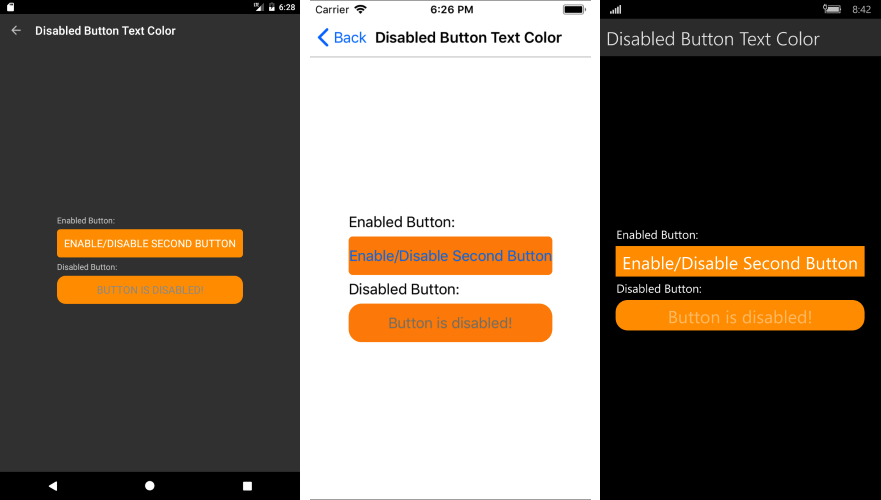 6:28
Disabled Button Text Color
Enabled Button:
ENABLE/DISABLE SECOND BUTTON
Disabled Button:
BUTTON IS DISABLED!
Carrier 6:26 PM
Back Disabled Button Text Color
Enabled Button:
Enable/Disable Second Button
Disabled Button:
Button is disabled!
8:42
Disabled Button Text Color
Enabled Button:
Enable/Disable Second Button
Disabled Button:
Button is disabled!